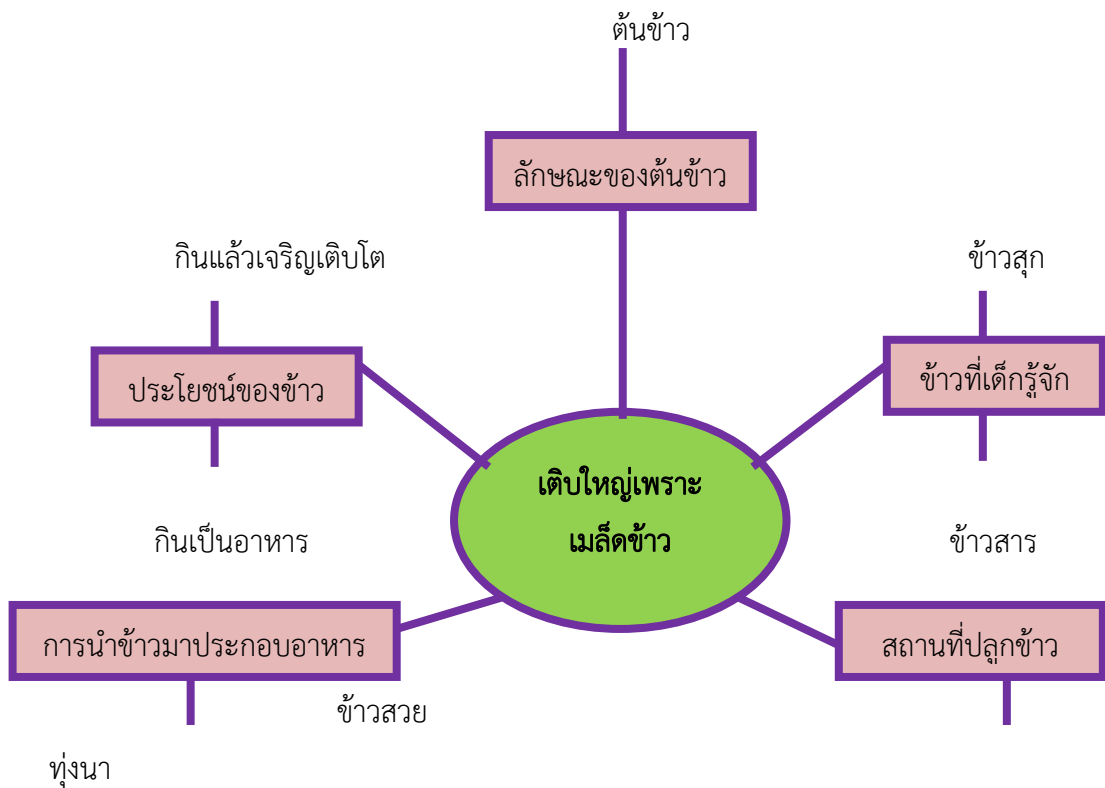 ต้นข้าว
ลักษณะของต้นข้าว
กินแล้วเจริญเติบโต
ข้าวสุก
ประโยชน์ของข้าว
ข้าวที่เด็กรู้จัก
เติบใหญ่เพราะ
เมล็ดข้าว
กินเป็นอาหาร
ข้าวสาร
การนำข้าวมาประกอบอาหาร
สถานที่ปลูกข้าว
ข้าวสวย
ทุ่งนา